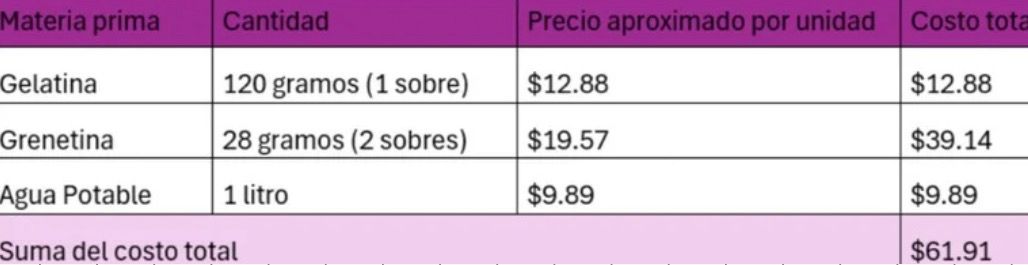 Materia prima Cantidad Precio aproximado por unidad Costo tota
Gelatina 120 gramos (1 sobre) $12.88 $12.88
Grenetina 28 gramos (2 sobres) $19.57 $39.14
Agua Potable 1 litro $9.89 $9.89
Suma del costo total $61.91